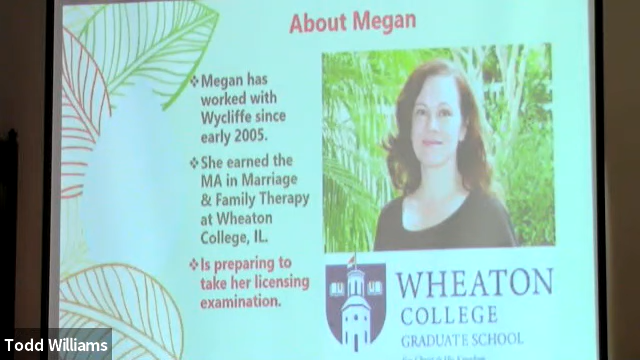 About Megan
❖Megan has
worked with
Wycliffe since
early 2005.
❖She earned the
MA in Marriage
& Family Therapy
at Wheaton
College, IL.
❖Is preparing to
take her licensing
examination.
WHEATON
COLLEGE
GRADUATE SCHOOL
Todd Williams